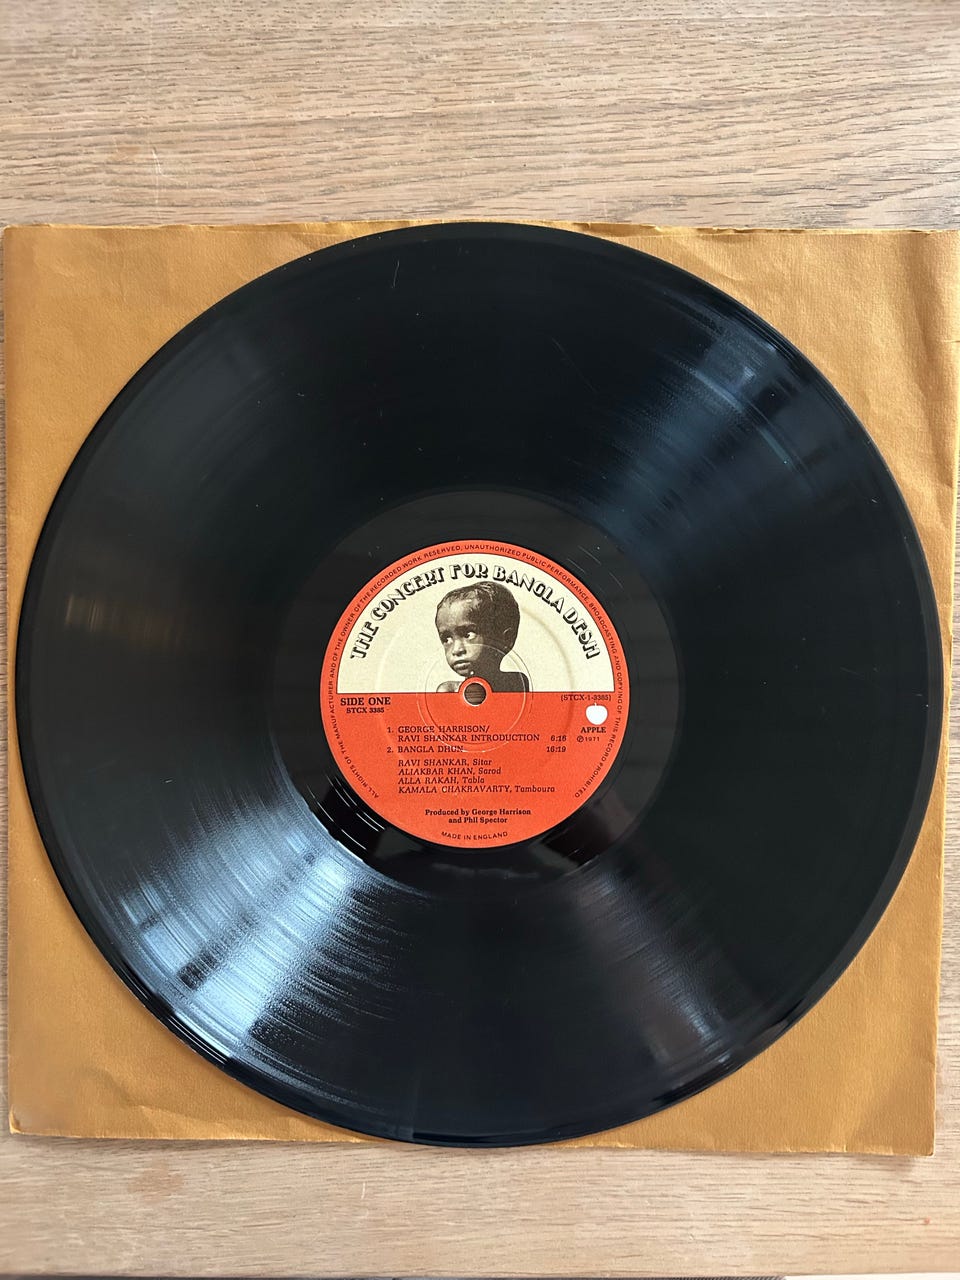 ALL RIGHTS OF THE MANUFACTURER AND OF THE OWNER OF THE RECORDED WORK RESERVED. UNAUTHORIZED PUBLIC PERFORMANCE, BROADCASTING AND COPYING OF THIS RECORD PROHIBITED
THE CONCERT FOR BANGLA DESH
SIDE ONE
STCX 3385
(STCX-1-3385)
APPLE
℗1971
1. GEORGE HARRISON/
RAVI SHANKAR INTRODUCTION 6:16
2. BANGLA DHUN 16:19
RAVI SHANKAR, Sitar
ALIAKBAR KHAN, Sarod
ALLA RAKAH, Tabla
KAMALA CHAKRAVARTY, Tamboura
Produced by George Harrison
and Phil Spector
MADE IN ENGLAND